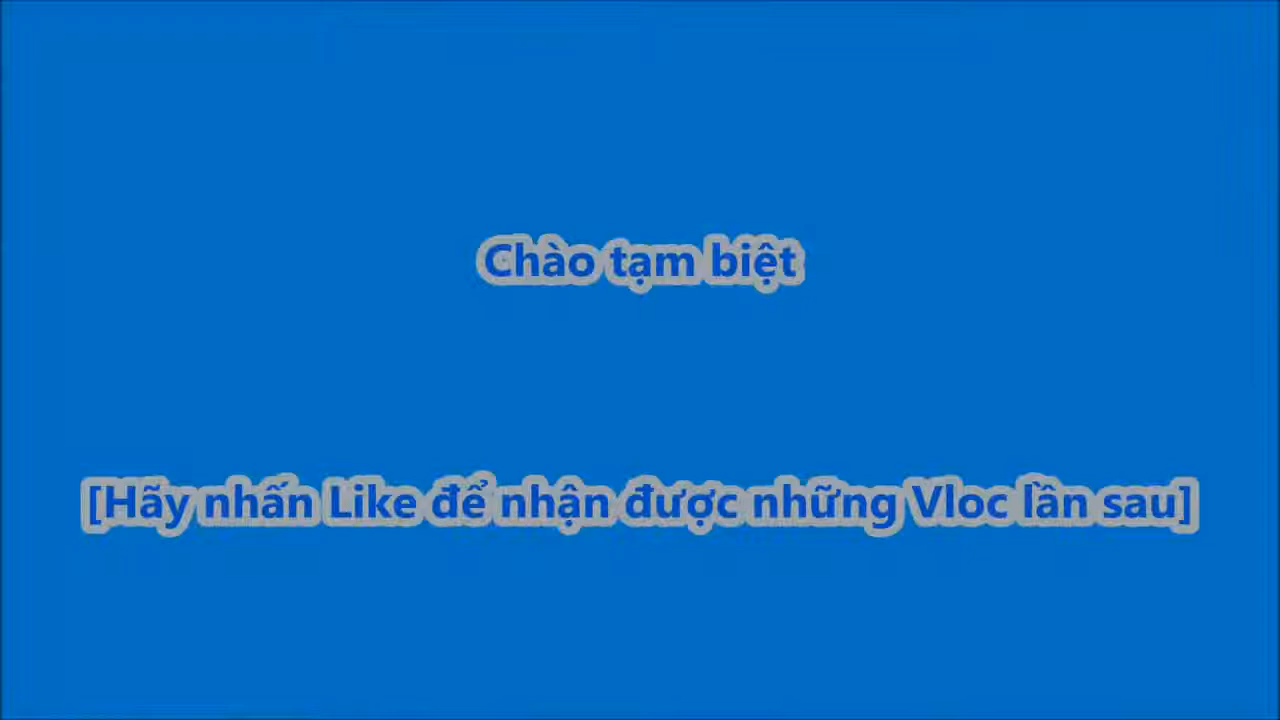 Chào tạm biệt
[Hãy nhấn Like để nhận được những Vloc lần sau]